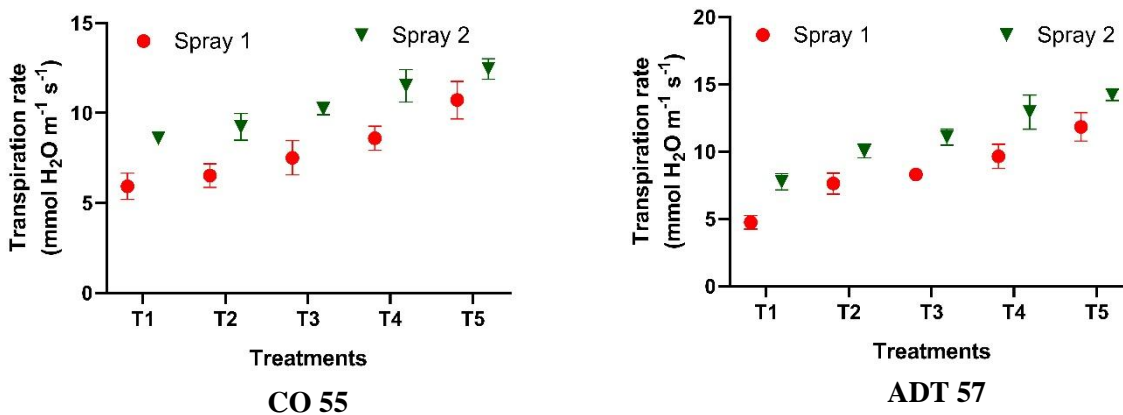 Transpiration rate
(mmol H₂O m⁻¹ s⁻¹)
15
10
5
0
Spray 1
Spray 2
T1
T2
T3
T4
T5
Treatments
CO 55
Transpiration rate
(mmol H₂O m⁻¹ s⁻¹)
20
15
10
5
0
Spray 1
Spray 2
T1
T2
T3
T4
T5
Treatments
ADT 57